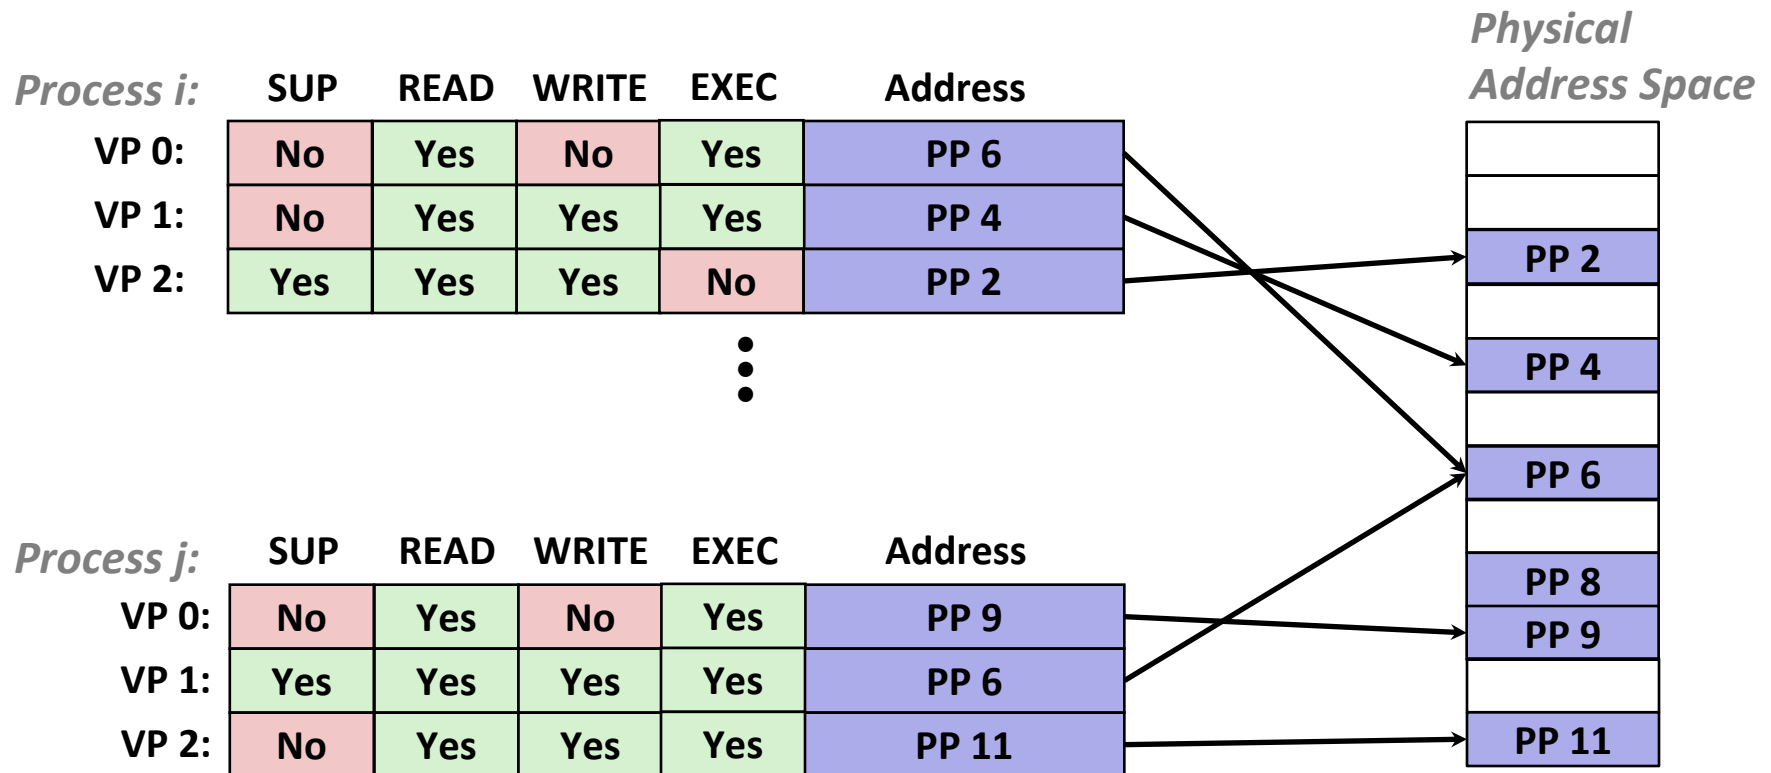 Physical
Address Space
Process i: SUP READ WRITE EXEC Address
VP 0: No Yes No Yes PP 6
VP 1: No Yes Yes Yes PP 4
VP 2: Yes Yes Yes No PP 2
PP 2
PP 4
PP 6
PP 8
PP 9
PP 11
Process j: SUP READ WRITE EXEC Address
VP 0: No Yes No Yes PP 9
VP 1: Yes Yes Yes Yes PP 6
VP 2: No Yes Yes Yes PP 11